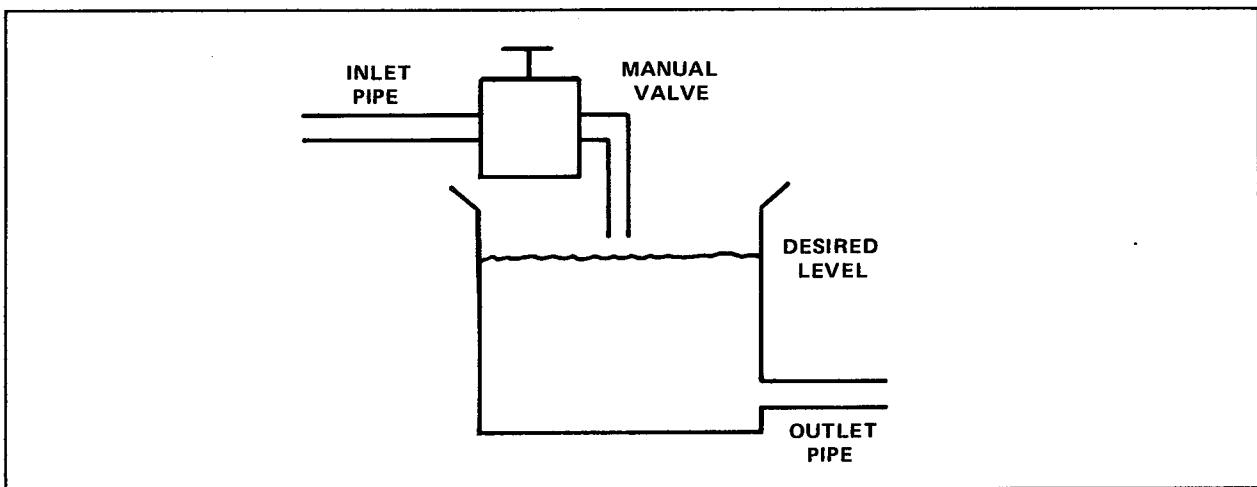 INLET
PIPE
MANUAL
VALVE
DESIRED
LEVEL
OUTLET
PIPE